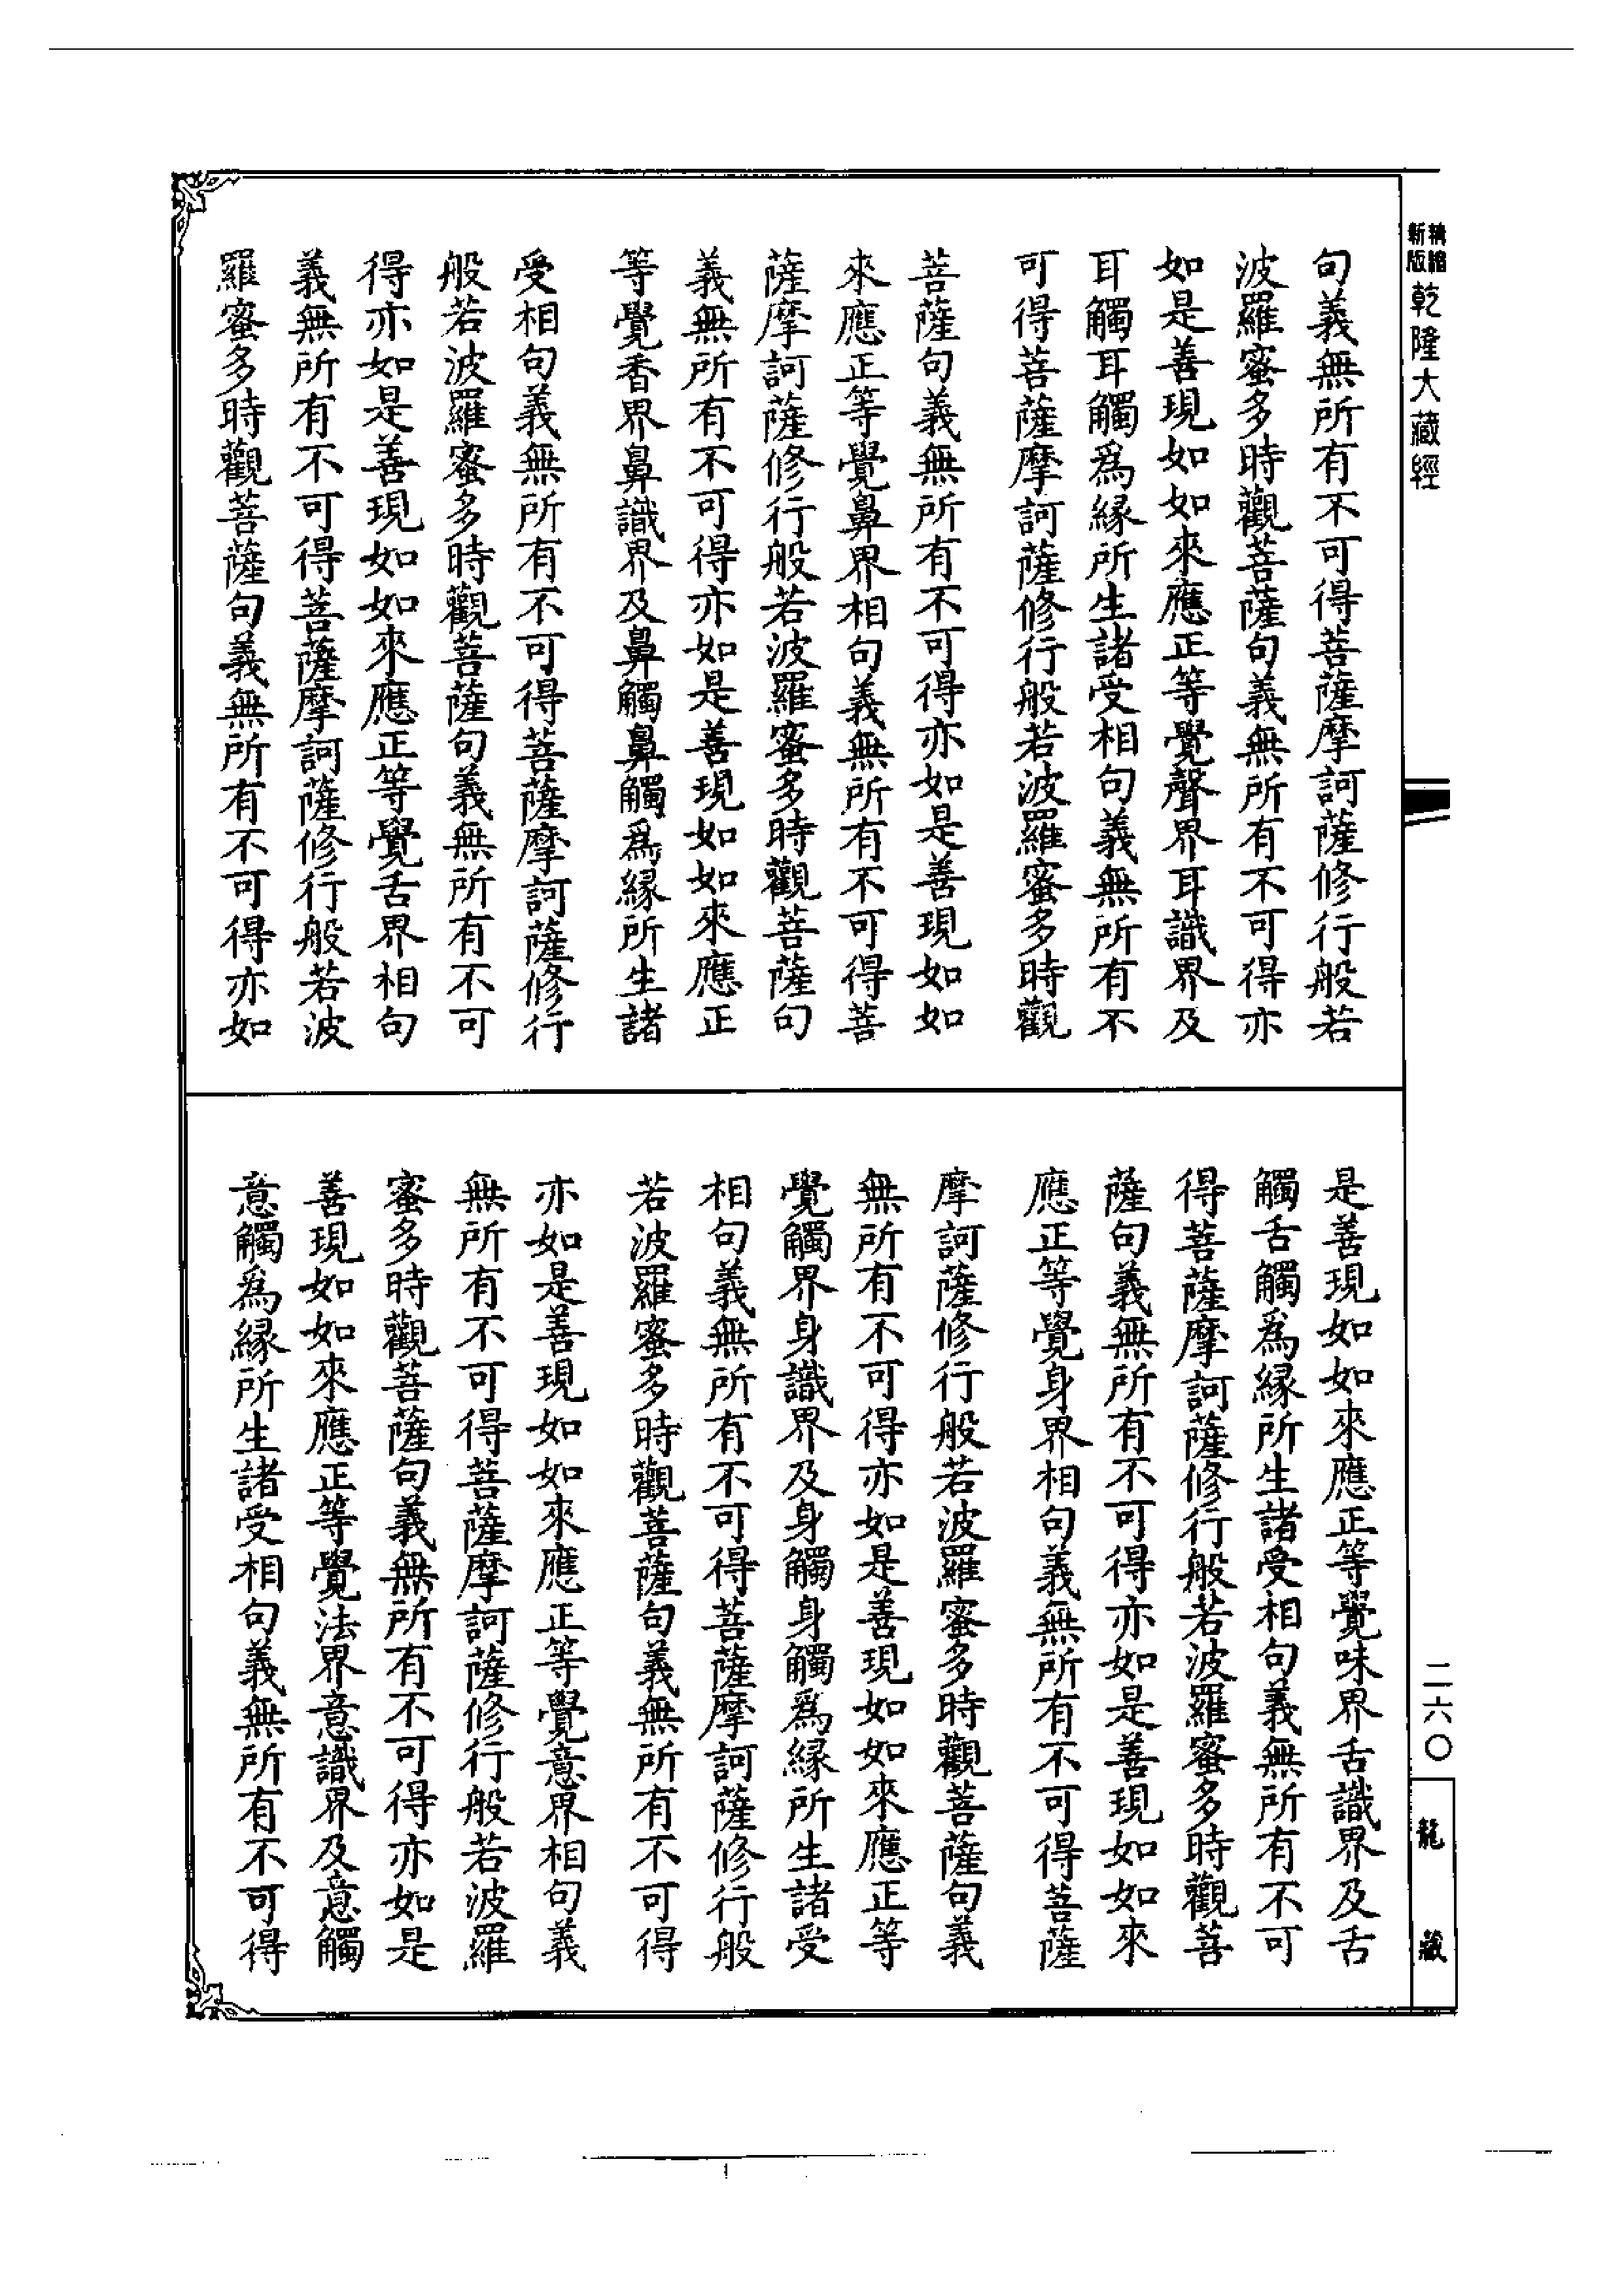 新版精縮乾隆大藏經
句義無所有不可得菩薩摩訶薩修行般若
波羅蜜多時觀菩薩句義無所有不可得亦
如是善現如如來應正等覺聲界耳識界及
耳觸耳觸爲緣所生諸受相句義無所有不
可得菩薩摩訶薩修行般若波羅蜜多時觀
菩薩句義無所有不可得亦如是善現如如
來應正等覺鼻界相句義無所有不可得菩
薩摩訶薩修行般若波羅蜜多時觀菩薩句
義無所有不可得亦如是善現如如來應正
等覺香界鼻識界及鼻觸鼻觸爲緣所生諸
受相句義無所有不可得菩薩摩訶薩修行
般若波羅蜜多時觀菩薩句義無所有不可
得亦如是善現如如來應正等覺舌界相句
義無所有不可得菩薩摩訶薩修行般若波
羅蜜多時觀菩薩句義無所有不可得亦如
是善現如如來應正等覺味界舌識界及舌
觸舌觸爲緣所生諸受相句義無所有不可
得菩薩摩訶薩修行般若波羅蜜多時觀菩
薩句義無所有不可得亦如是善現如如來
應正等覺身界相句義無所有不可得菩薩
摩訶薩修行般若波羅蜜多時觀菩薩句義
無所有不可得亦如是善現如如來應正等
覺觸界身識界及身觸身觸爲緣所生諸受
相句義無所有不可得菩薩摩訶薩修行般
若波羅蜜多時觀菩薩句義無所有不可得
亦如是善現如如來應正等覺意界相句義
無所有不可得菩薩摩訶薩修行般若波羅
蜜多時觀菩薩句義無所有不可得亦如是
善現如如來應正等覺法界意識界及意觸
意觸爲緣所生諸受相句義無所有不可得
二六〇
龍藏